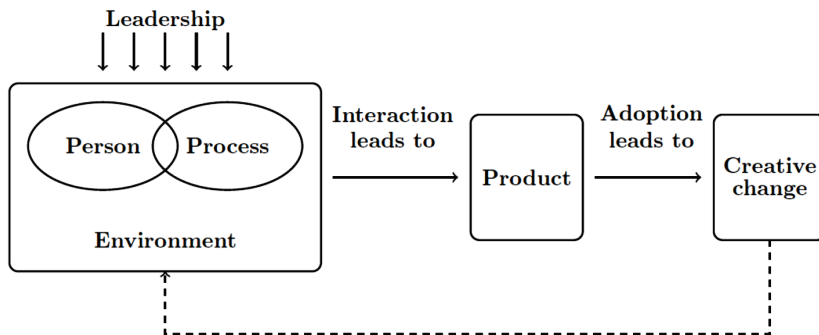 Leadership
Person
Process
Environment
Interaction
leads to
Product
Adoption
leads to
Creative
change